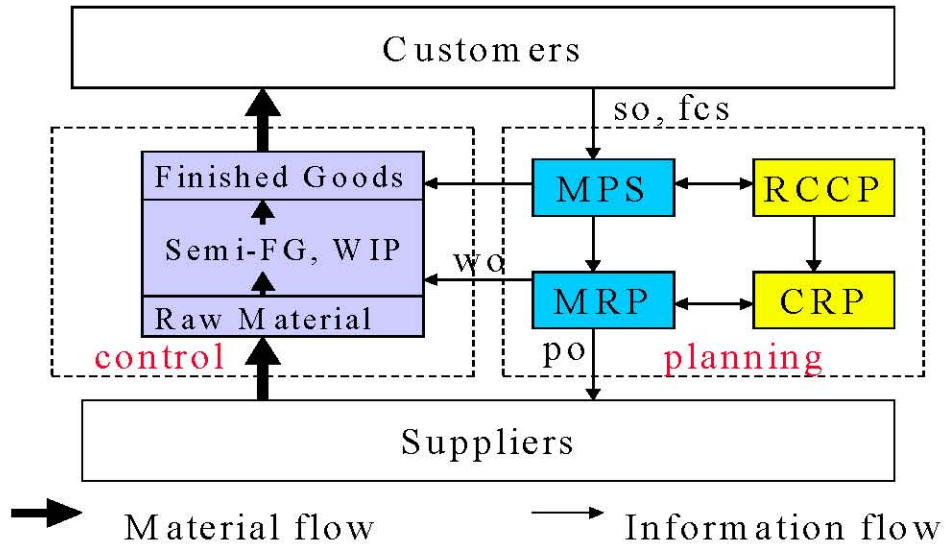 Customers
so, fcs
Finished Goods
MPS
RCCP
Semi-FG, WIP
wo
MRP
CRP
Raw Material
control
po
planning
Suppliers
Material flow
Information flow